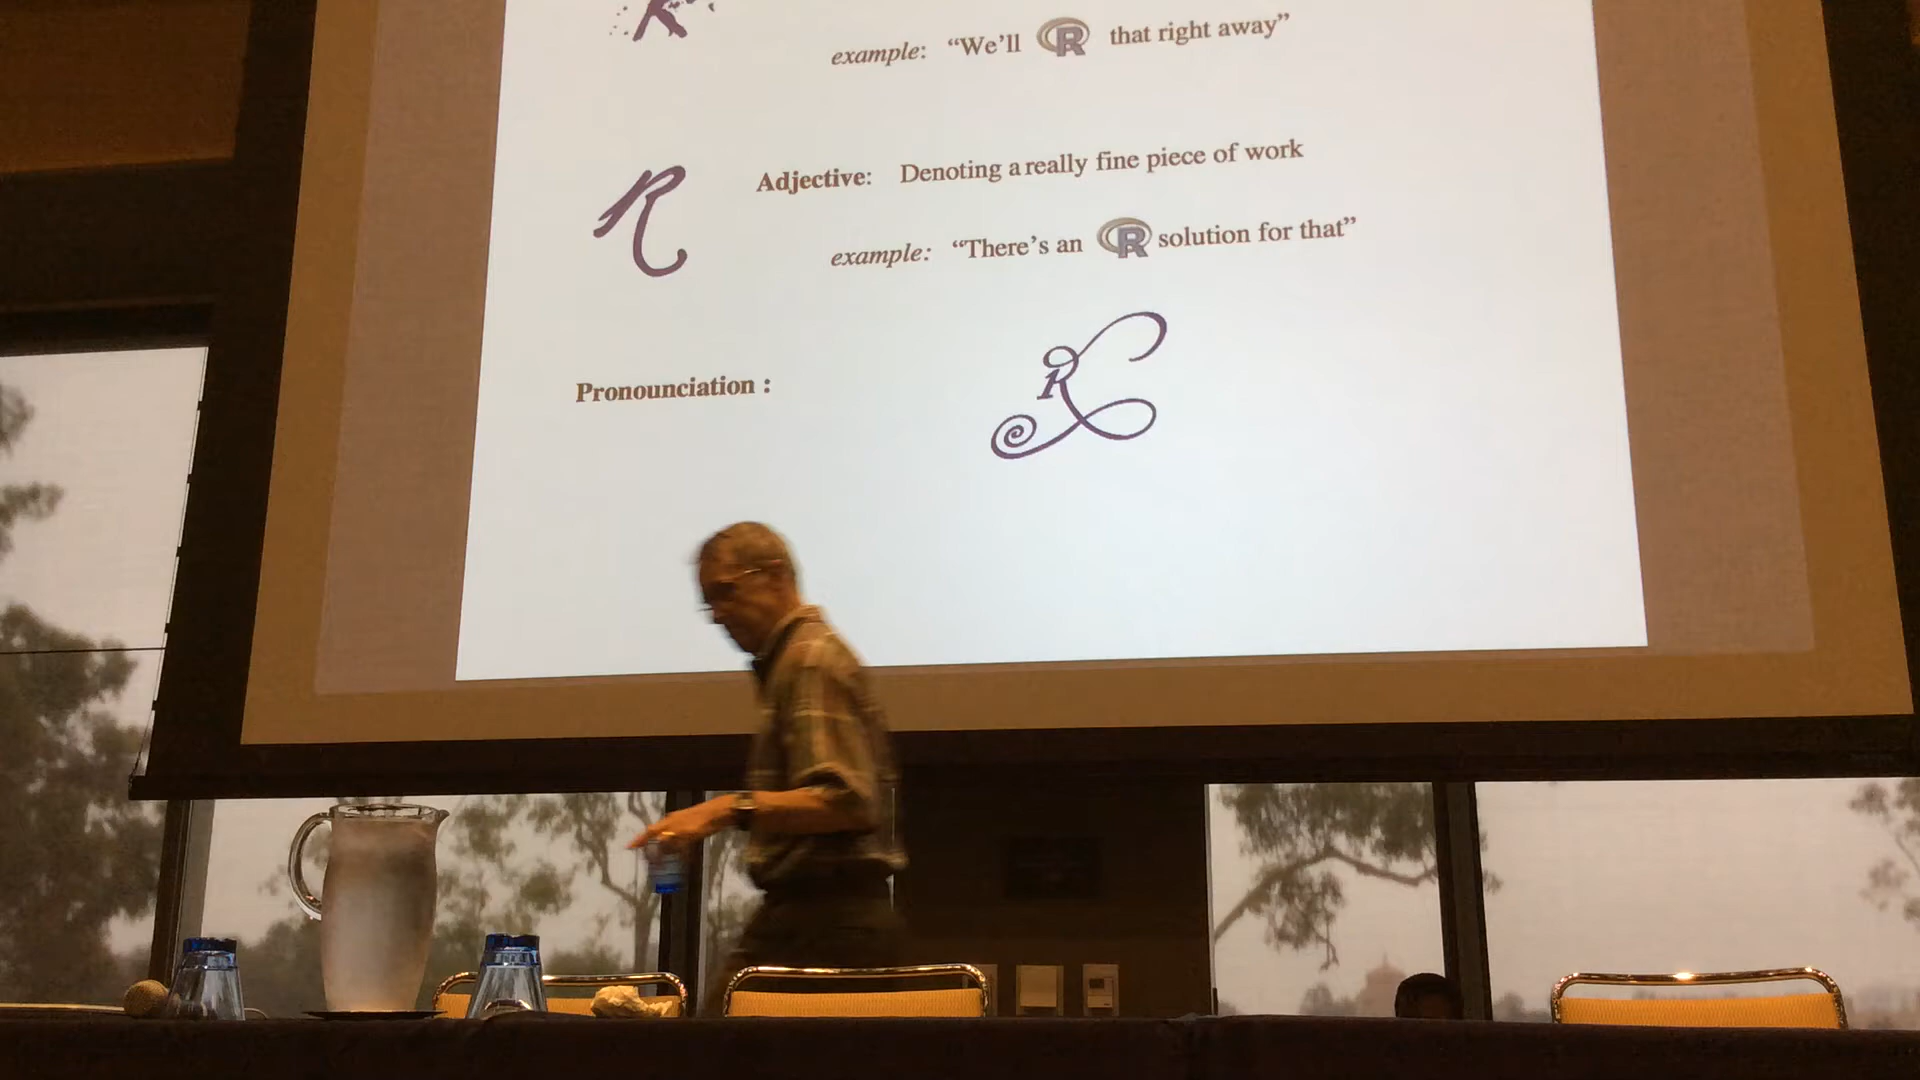 R
example: “We’ll R that right away”
R Adjective: Denoting a really fine piece of work
example: “There’s an R solution for that”
Pronounciation : R